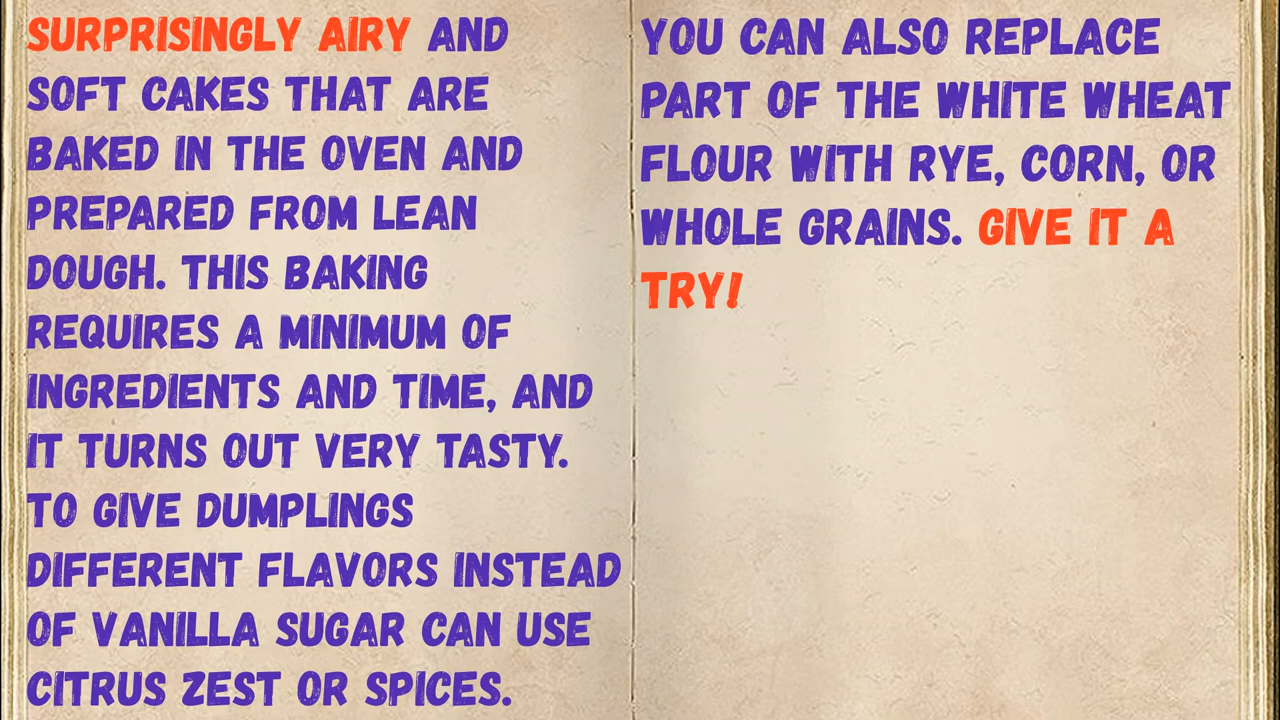 SURPRISINGLY AIRY AND
SOFT CAKES THAT ARE
BAKED IN THE OVEN AND
PREPARED FROM LEAN
DOUGH. THIS BAKING
REQUIRES A MINIMUM OF
INGREDIENTS AND TIME, AND
IT TURNS OUT VERY TASTY.
TO GIVE DUMPLINGS
DIFFERENT FLAVORS INSTEAD
OF VANILLA SUGAR CAN USE
CITRUS ZEST OR SPICES.
YOU CAN ALSO REPLACE
PART OF THE WHITE WHEAT
FLOUR WITH RYE, CORN, OR
WHOLE GRAINS. GIVE IT A
TRY!